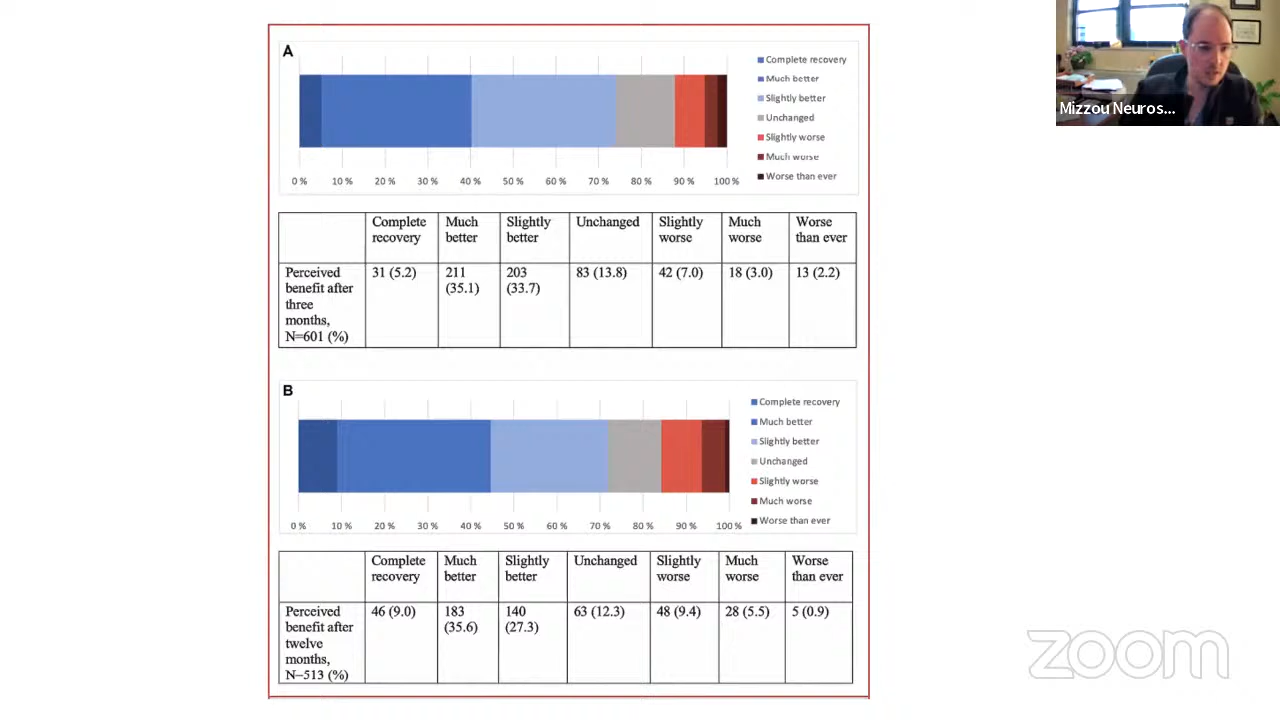 A
Complete recovery
Much better
Slightly better
Unchanged
Slightly worse
Much worse
Worse than ever
0 % 10 % 20 % 30 % 40 % 50 % 60 % 70 % 80 % 90 % 100 %
Complete Much Slightly Unchanged Slightly Much Worse
recovery better better worse worse than ever
Perceived 31 (5.2) 211 203 83 (13.8) 42 (7.0) 18 (3.0) 13 (2.2)
benefit after (35.1) (33.7)
three
months,
N=601 (%)
B
Complete recovery
Much better
Slightly better
Unchanged
Slightly worse
Much worse
Worse than ever
0 % 10 % 20 % 30 % 40 % 50 % 60 % 70 % 80 % 90 % 100 %
Complete Much Slightly Unchanged Slightly Much Worse
recovery better better worse worse than ever
Perceived 46 (9.0) 183 140 63 (12.3) 48 (9.4) 28 (5.5) 5 (0.9)
benefit after (35.6) (27.3)
twelve
months,
N=513 (%)
Mizzou Neuros...
zoom